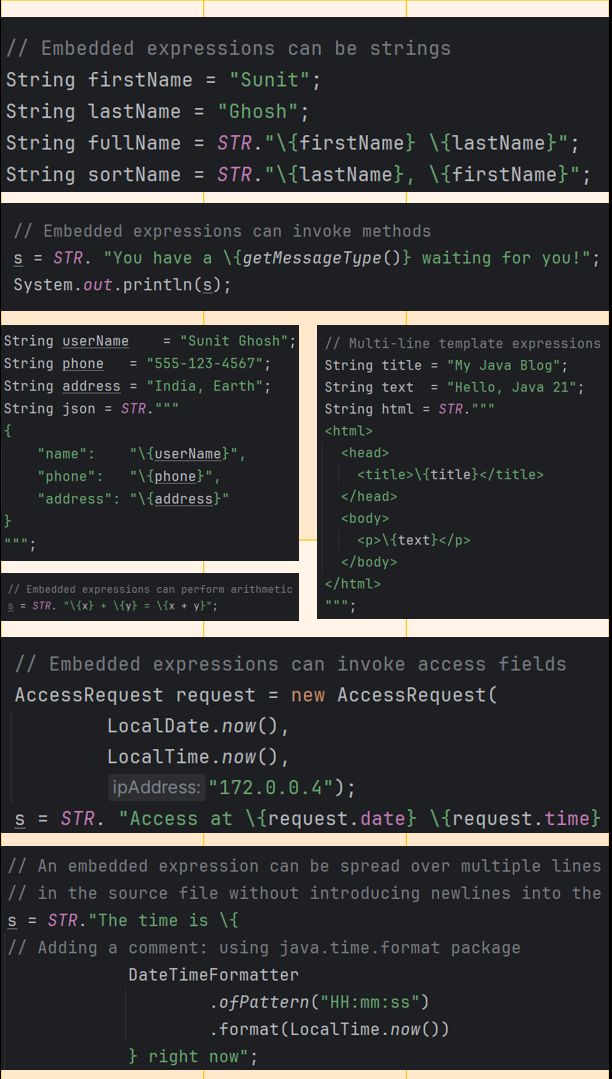 // Embedded expressions can be strings
String firstName = "Sunit";
String lastName = "Ghosh";
String fullName = STR."\{firstName} \{lastName}";
String sortName = STR."\{lastName}, \{firstName}";
// Embedded expressions can invoke methods
s = STR. "You have a \{getMessageType()} waiting for you!";
System.out.println(s);
String userName    = "Sunit Ghosh";
String phone   = "555-123-4567";
String address = "India, Earth";
String json = STR."""
{
    "name":    "\{userName}",
    "phone":   "\{phone}",
    "address": "\{address}"
}
""";
// Embedded expressions can perform arithmetic
s = STR. "\{x} + \{y} = \{x + y}";
// Multi-line template expressions
String title = "My Java Blog";
String text  = "Hello, Java 21";
String html = STR."""
<html>
  <head>
    <title>\{title}</title>
  </head>
  <body>
    <p>\{text}</p>
  </body>
</html>
""";
// Embedded expressions can invoke access fields
AccessRequest request = new AccessRequest(
        LocalDate.now(),
        LocalTime.now(),
        ipAddress: "172.0.0.4");
s = STR. "Access at \{request.date} \{request.time}
// An embedded expression can be spread over multiple lines
// in the source file without introducing newlines into the
s = STR."The time is \{
// Adding a comment: using java.time.format package
            DateTimeFormatter
                    .ofPattern("HH:mm:ss")
                    .format(LocalTime.now())
            } right now";